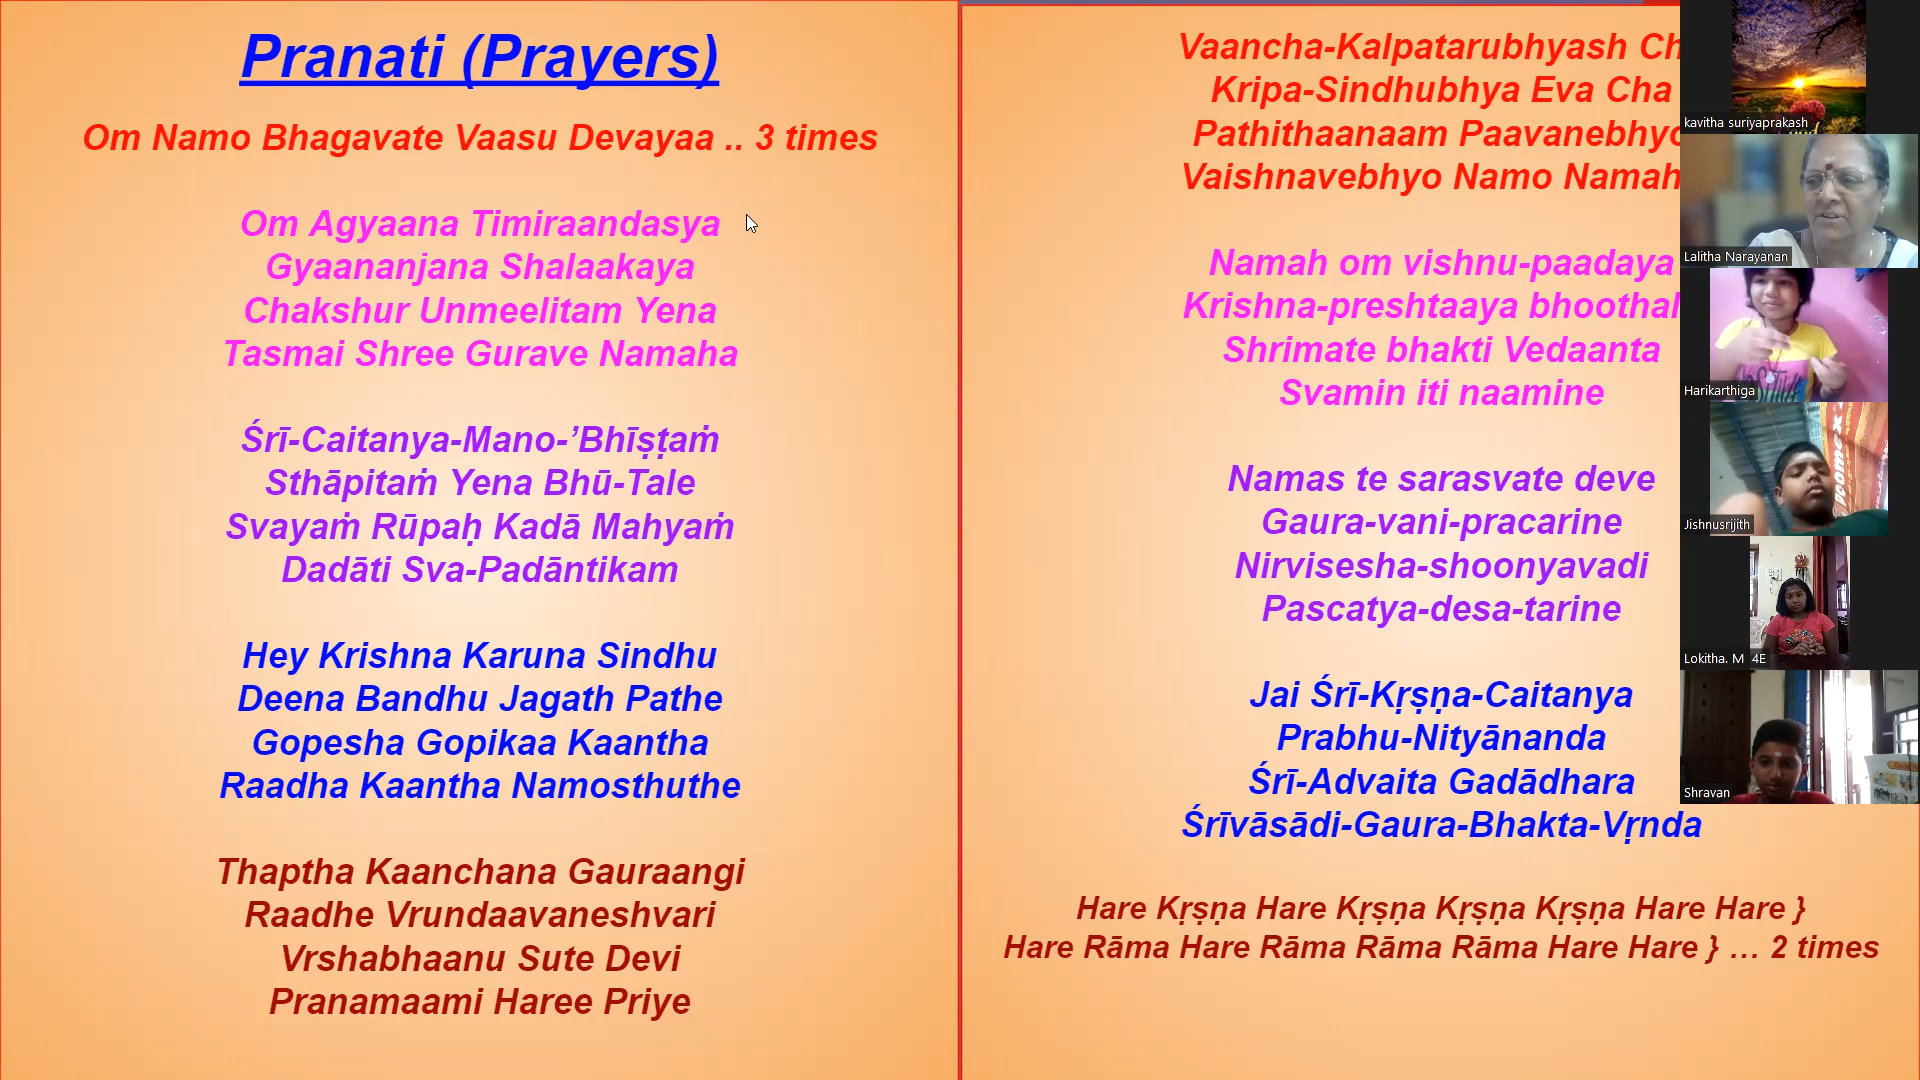 Pranati (Prayers)
Om Namo Bhagavate Vaasu Devayaa .. 3 times
Om Agyaana Timiraandasya
Gyaananjana Shalaakaya
Chakshur Unmeelitam Yena
Tasmai Shree Gurave Namaha
Śrī-Caitanya-Mano-’Bhīṣṭaṁ
Sthāpitaṁ Yena Bhū-Tale
Svayaṁ Rūpaḥ Kadā Mahyaṁ
Dadāti Sva-Padāntikam
Hey Krishna Karuna Sindhu
Deena Bandhu Jagath Pathe
Gopesha Gopikaa Kaantha
Raadha Kaantha Namosthuthe
Thaptha Kaanchana Gauraangi
Raadhe Vrundaavaneshvari
Vrshabhaanu Sute Devi
Pranamaami Haree Priye
Vaancha-Kalpatarubhyash Ch
Kripa-Sindhubhya Eva Cha
Pathithaanaam Paavanebhyo
Vaishnavebhyo Namo Namah
Namah om vishnu-paadaya
Krishna-preshtaaya bhoothal
Shrimate bhakti Vedaanta
Svamin iti naamine
Namas te sarasvate deve
Gaura-vani-pracarine
Nirvisesha-shoonyavadi
Pascatya-desa-tarine
Jai Śrī-Kṛṣṇa-Caitanya
Prabhu-Nityānanda
Śrī-Advaita Gadādhara
Śrīvāsādi-Gaura-Bhakta-Vṛnda
Hare Kṛṣṇa Hare Kṛṣṇa Kṛṣṇa Kṛṣṇa Hare Hare }
Hare Rāma Hare Rāma Rāma Rāma Hare Hare } … 2 times
kavitha suriyaprakash
Lalitha Narayanan
Harikarthiga
Jishnusrijith
Lokitha. M 4E
Shravan